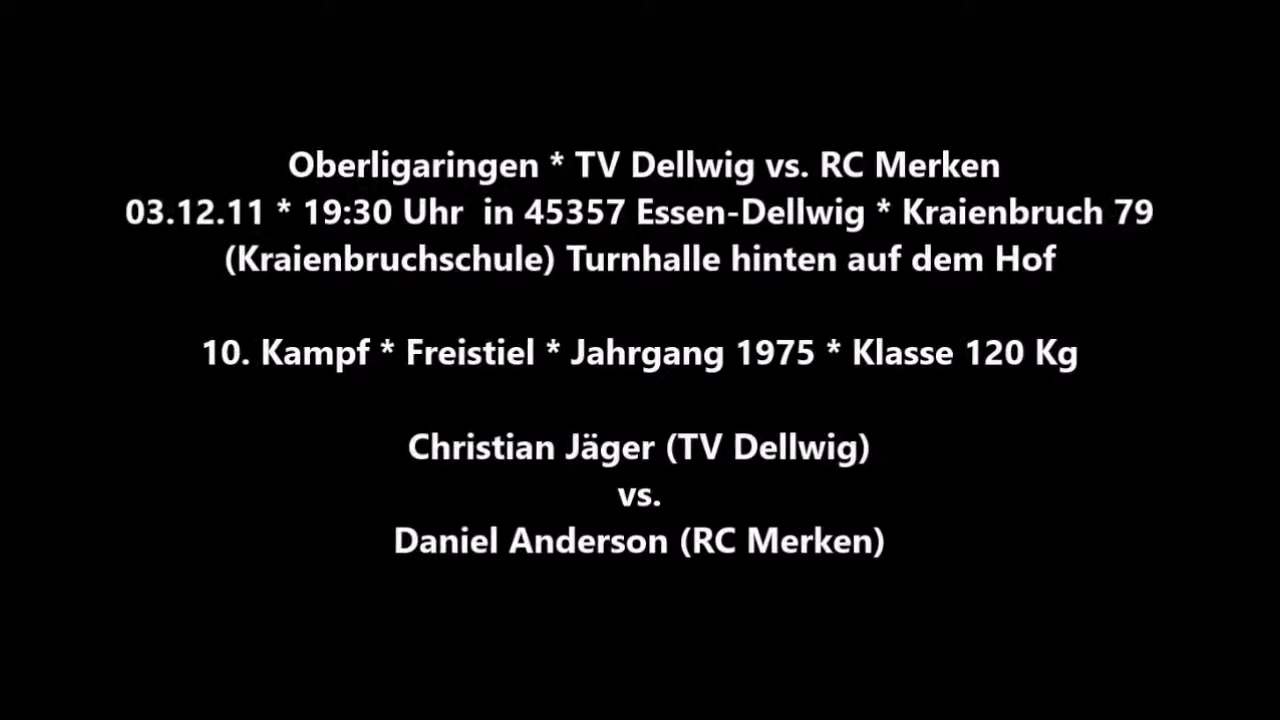 Oberligaringen * TV Dellwig vs. RC Merken
03.12.11 * 19:30 Uhr  in 45357 Essen-Dellwig * Kraienbruch 79
(Kraienbruchschule) Turnhalle hinten auf dem Hof
10. Kampf * Freistiel * Jahrgang 1975 * Klasse 120 Kg
Christian Jäger (TV Dellwig)
vs.
Daniel Anderson (RC Merken)